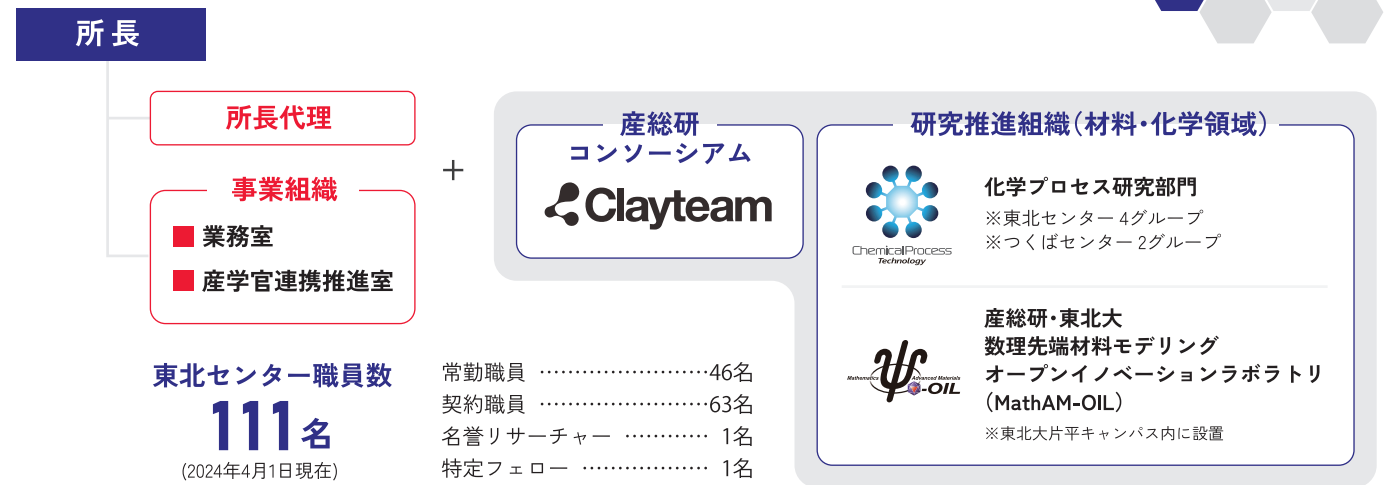 所長
所長代理
事業組織
■ 業務室
■ 産学官連携推進室
+
産総研
コンソーシアム
Clayteam
研究推進組織(材料・化学領域)
ChemicalProcess
Technology
化学プロセス研究部門
※東北センター 4グループ
※つくばセンター 2グループ
Mathematics Advanced Materials
-OIL
産総研・東北大
数理先端材料モデリング
オープンイノベーションラボラトリ
(MathAM-OIL)
※東北大片平キャンパス内に設置
東北センター職員数
111名
(2024年4月1日現在)
常勤職員 ……………………46名
契約職員 ……………………63名
名誉リサーチャー ………… 1名
特定フェロー ……………… 1名